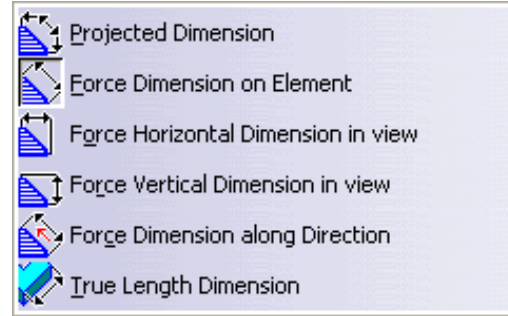 Projected Dimension
Force Dimension on Element
Force Horizontal Dimension in view
Force Vertical Dimension in view
Force Dimension along Direction
True Length Dimension